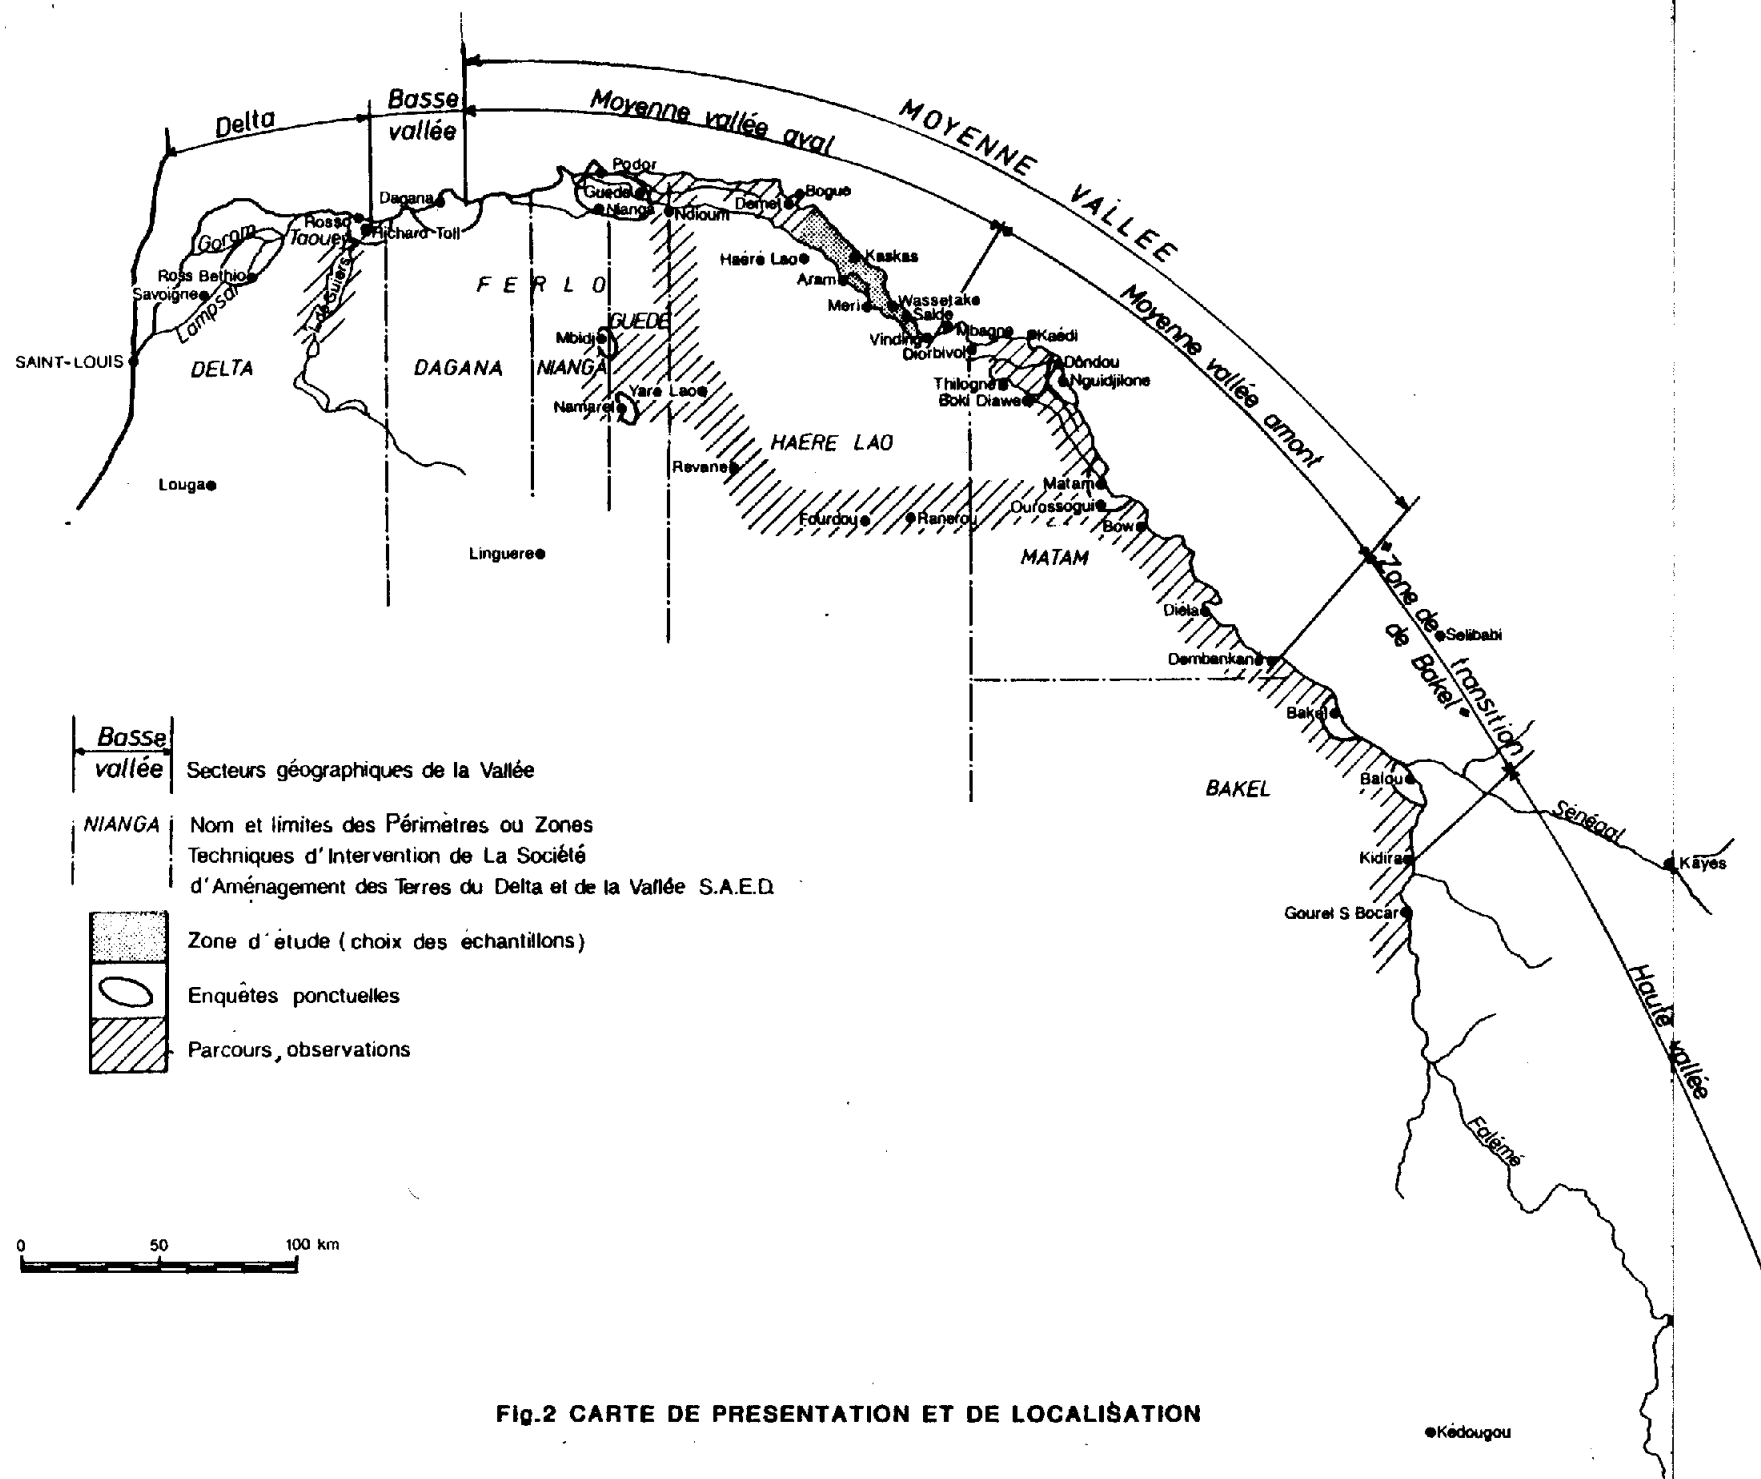 MOYENNE VALLEE
Moyenne vallée aval
Basse
vallée
Delta
Podor
Guede
Nianga
Ndioum
Demet
Bogue
Dagana
Rosso
Richard-Toll
Taouey
Gorom
Ross Bethio
Savoigne
Lampsar
L. de Guiers
SAINT-LOUIS
DELTA
DAGANA
FERLO
NIANGA
GUEDE
Mbidi
Namarel
Yare Lao
Haéré Lao
Kaskas
Aram
Meri
Wassetake
Salde
Vinding
Mbagne
Diorbivol
Kaédi
Dôndou
Nguidjilone
Thilogne
Boki Diawe
HAERE LAO
Revane
Fourdou
Ranerou
Matam
Ourossogui
Bow
MATAM
Moyenne vallée amont
Louga
Linguere
Diela
Dembankane
"Zone de transition
de Bakel"
Selibabi
Bakel
BAKEL
Balou
Sénégal
Kidira
Kayes
Gourel S Bocar
Haute vallée
Falémé
Kédougou
Basse
vallée
Secteurs géographiques de la Vallée
NIANGA
Nom et limites des Périmètres ou Zones
Techniques d'Intervention de La Société
d'Aménagement des Terres du Delta et de la Vallée S.A.E.D.
Zone d'étude (choix des échantillons)
Enquêtes ponctuelles
Parcours, observations
0 50 100 km
Fig.2 CARTE DE PRESENTATION ET DE LOCALISATION